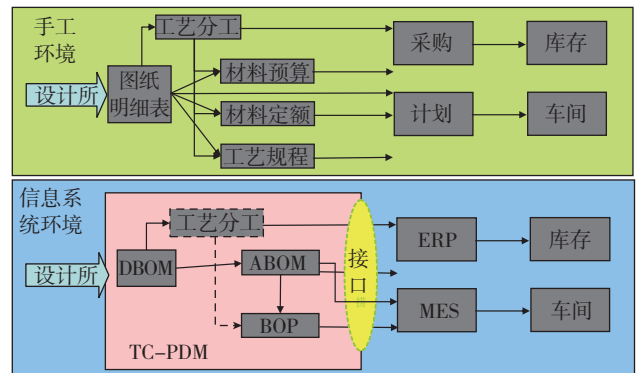 手工
环境
设计所
图纸
明细表
工艺分工
材料预算
材料定额
工艺规程
采购
库存
计划
车间
信息系
统环境
设计所
DBOM
工艺分工
ABOM
BOP
TC-PDM
接
口
ERP
库存
MES
车间